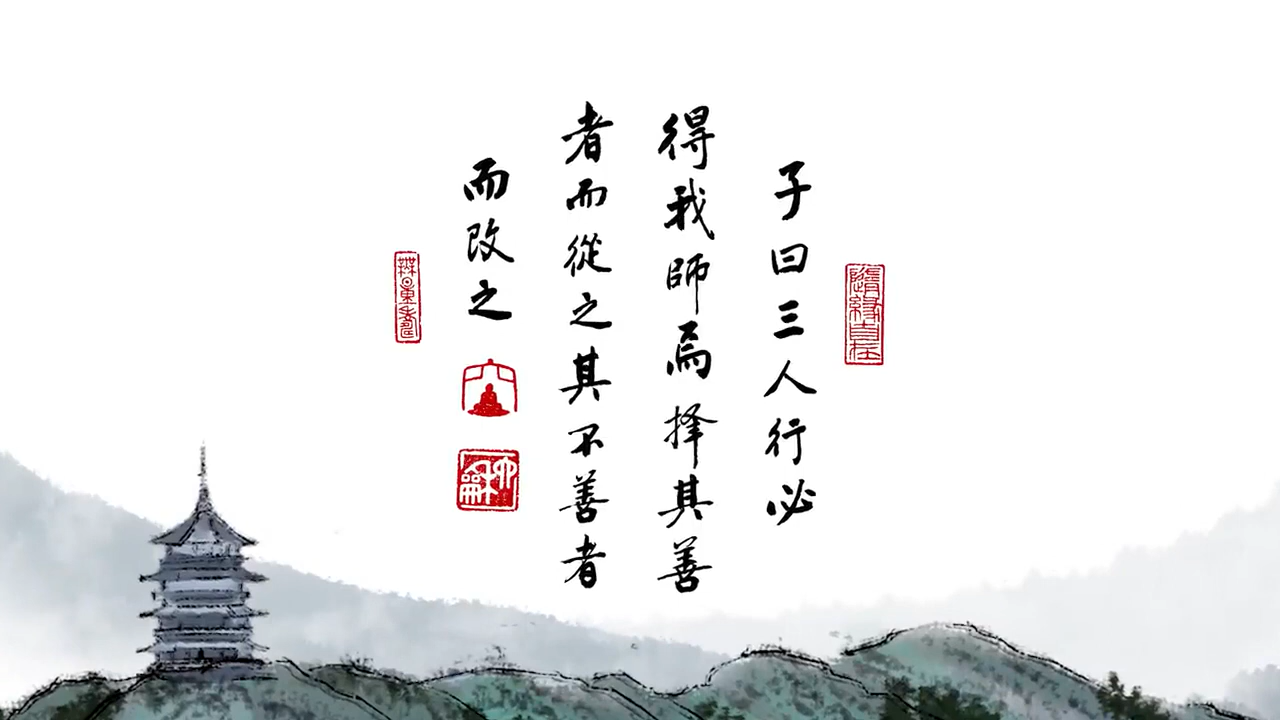 子曰三人行必
得我師焉择其善
者而從之其不善者
而改之